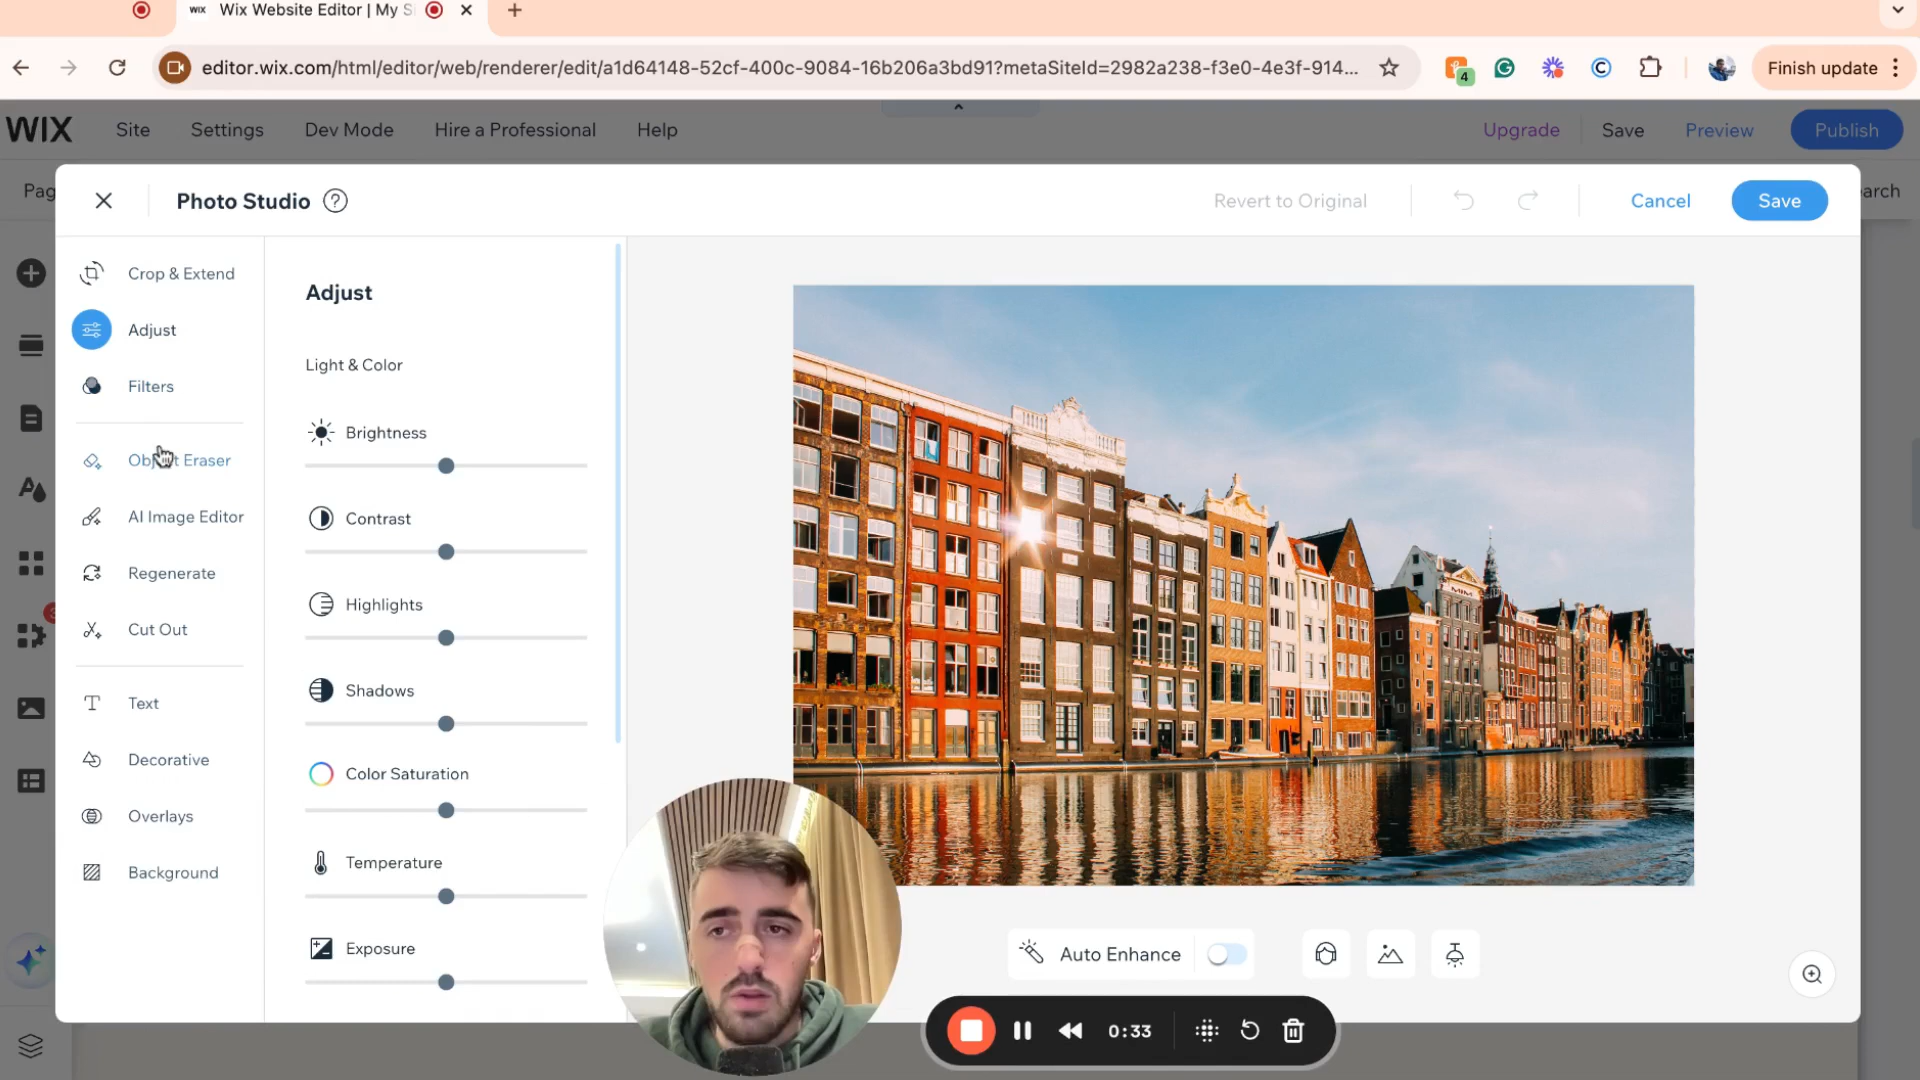 WIX Wix Website Editor | My S
editor.wix.com/html/editor/web/renderer/edit/a1d64148-52cf-400c-9084-16b206a3bd91?metaSiteId=2982a238-f3e0-4e3f-914... 4 Finish update
WIX Site Settings Dev Mode Hire a Professional Help Upgrade Save Preview Publish
Pag arch
Photo Studio ? Revert to Original Cancel Save
Crop & Extend
Adjust
Filters
Object Eraser
AI Image Editor
Regenerate
Cut Out
Text
Decorative
Overlays
Background
Adjust
Light & Color
Brightness
Contrast
Highlights
Shadows
Color Saturation
Temperature
Exposure
Auto Enhance
0:33